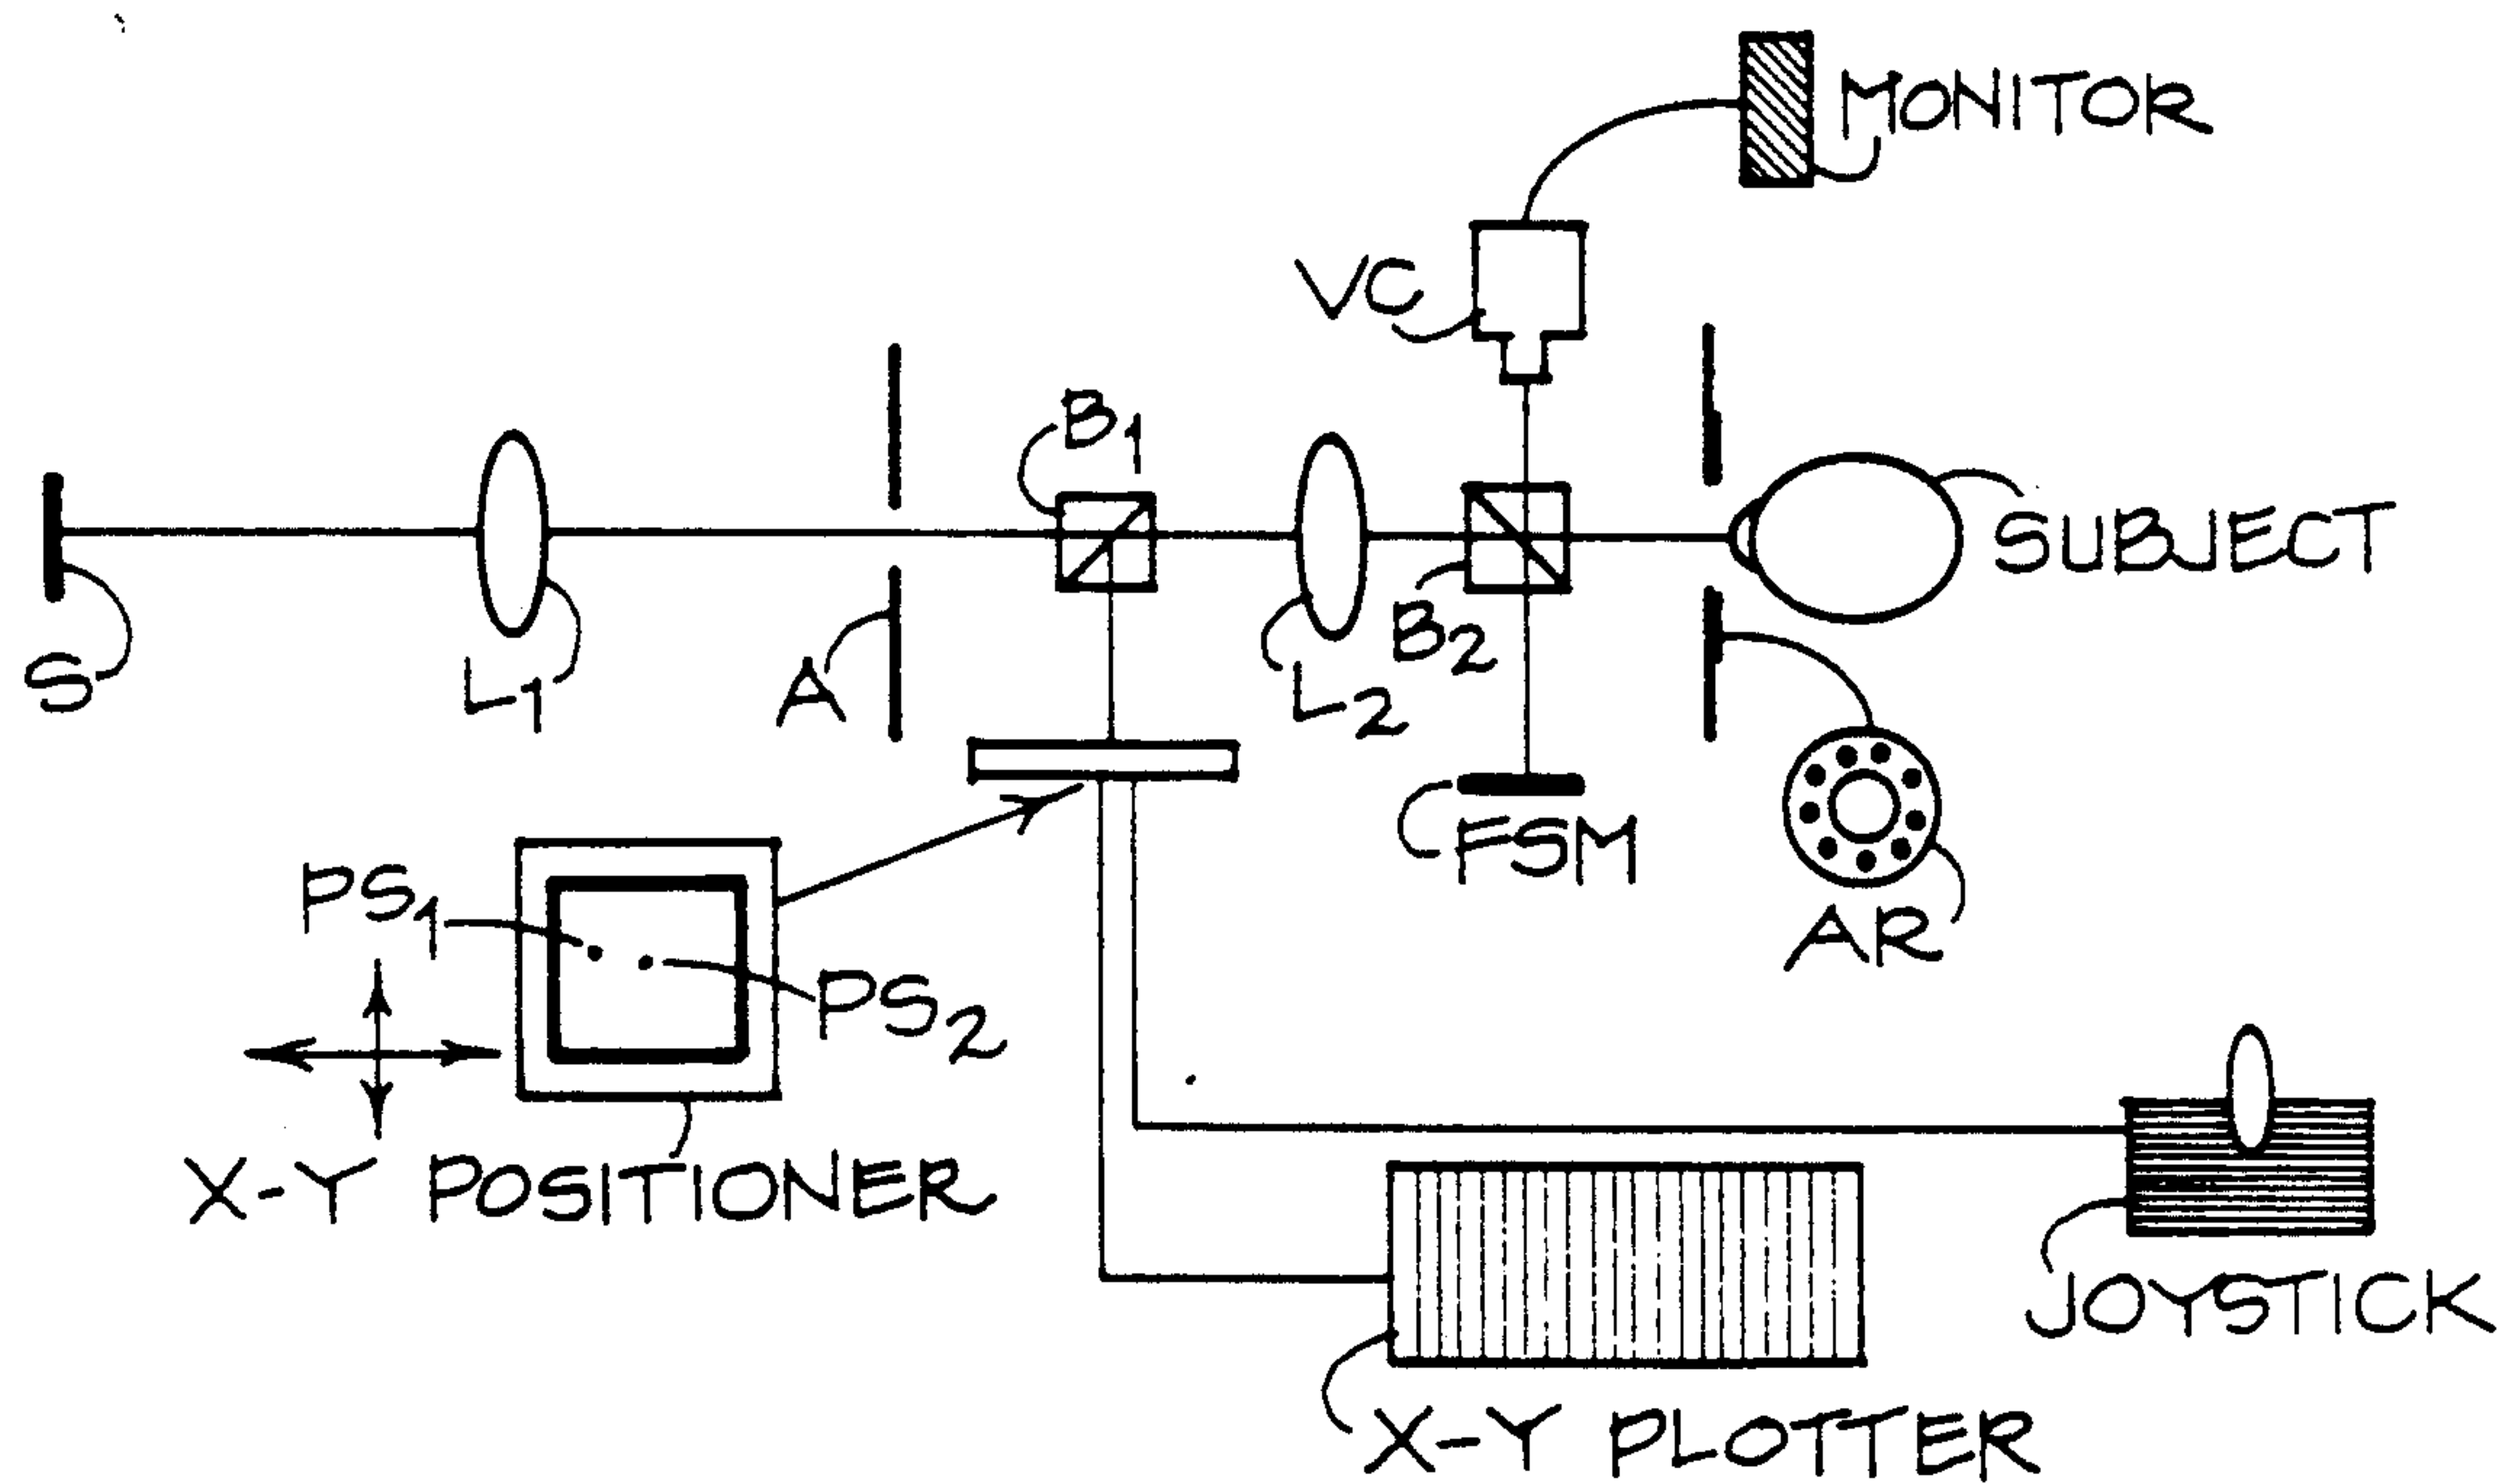 MONITOR
VC
B1
SUBJECT
S
L1
A
L2
B2
FSM
AR
PS1
PS2
X-Y POSITIONER
JOYSTICK
X-Y PLOTTER